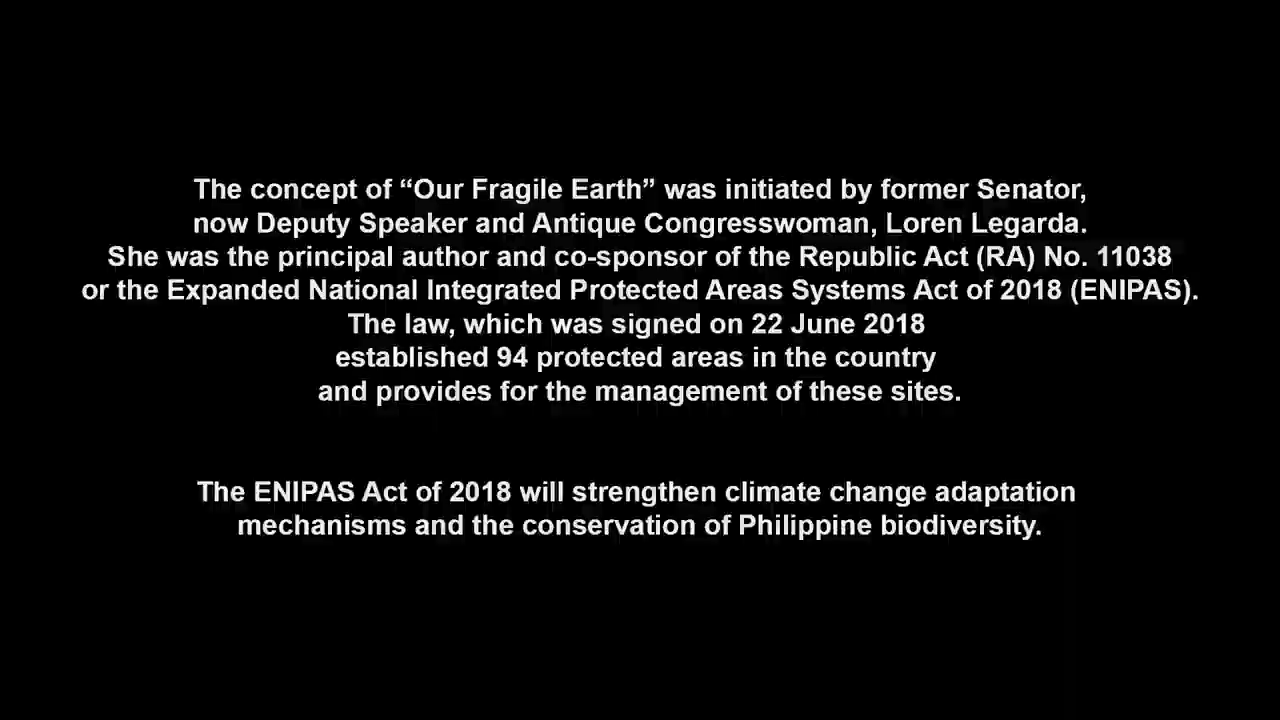 The concept of “Our Fragile Earth” was initiated by former Senator,
now Deputy Speaker and Antique Congresswoman, Loren Legarda.
She was the principal author and co-sponsor of the Republic Act (RA) No. 11038
or the Expanded National Integrated Protected Areas Systems Act of 2018 (ENIPAS).
The law, which was signed on 22 June 2018
established 94 protected areas in the country
and provides for the management of these sites.
The ENIPAS Act of 2018 will strengthen climate change adaptation
mechanisms and the conservation of Philippine biodiversity.